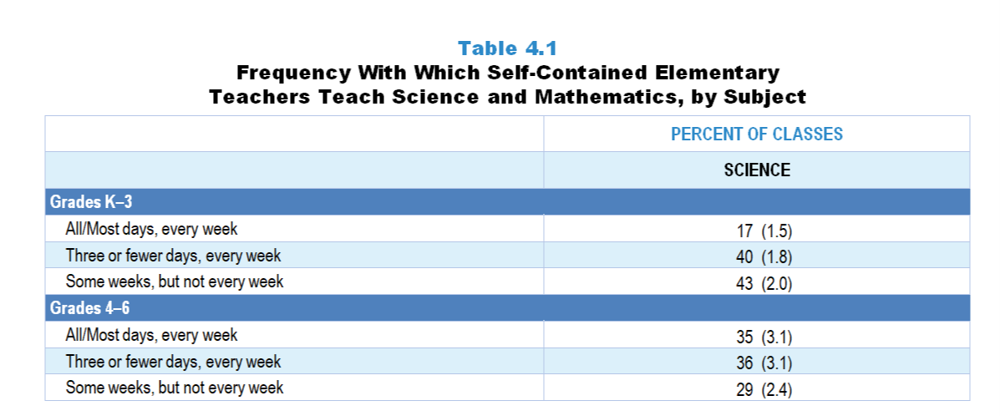 Table 4.1
Frequency With Which Self-Contained Elementary
Teachers Teach Science and Mathematics, by Subject
PERCENT OF CLASSES
SCIENCE
Grades K–3
All/Most days, every week 17 (1.5)
Three or fewer days, every week 40 (1.8)
Some weeks, but not every week 43 (2.0)
Grades 4–6
All/Most days, every week 35 (3.1)
Three or fewer days, every week 36 (3.1)
Some weeks, but not every week 29 (2.4)